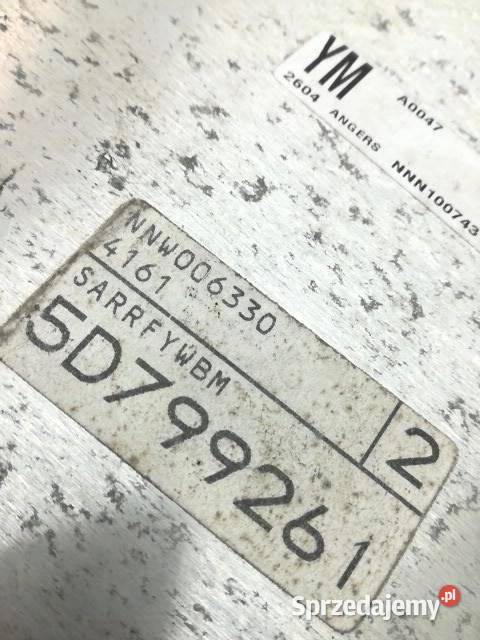 YM A0047
2604 ANGERS NNN100743
NNW006330
4161
SARRFYWBM 2
5D799261
Sprzedajemy.pl